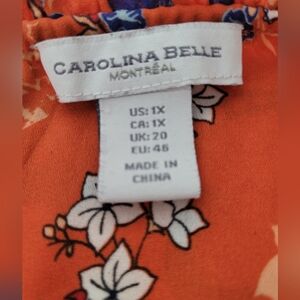 CAROLINA BELLE
MONTRÉAL
US: 1X
CA: 1X
UK: 20
EU: 46
MADE IN
CHINA